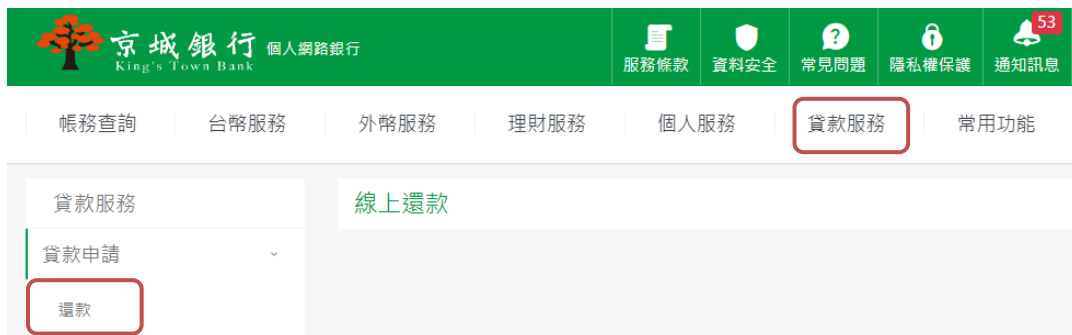 京城銀行 個人網路銀行
King's Town Bank
服務條款
資料安全
常見問題
隱私權保護
53
通知訊息
帳務查詢
台幣服務
外幣服務
理財服務
個人服務
貸款服務
常用功能
貸款服務
線上還款
貸款申請
還款